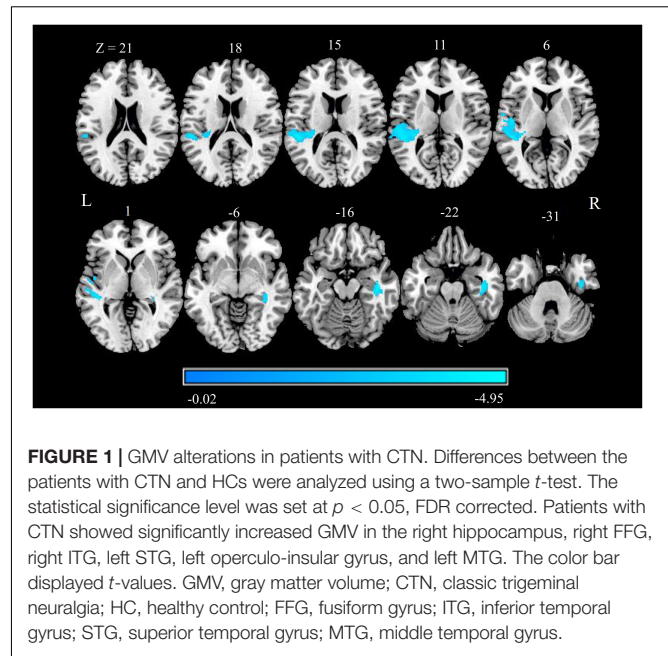 Z = 21 18 15 11 6
L R
1 -6 -16 -22 -31
-0.02 -4.95
FIGURE 1 | GMV alterations in patients with CTN. Differences between the
patients with CTN and HCs were analyzed using a two-sample t-test. The
statistical significance level was set at p < 0.05, FDR corrected. Patients with
CTN showed significantly increased GMV in the right hippocampus, right FFG,
right ITG, left STG, left operculo-insular gyrus, and left MTG. The color bar
displayed t-values. GMV, gray matter volume; CTN, classic trigeminal
neuralgia; HC, healthy control; FFG, fusiform gyrus; ITG, inferior temporal
gyrus; STG, superior temporal gyrus; MTG, middle temporal gyrus.